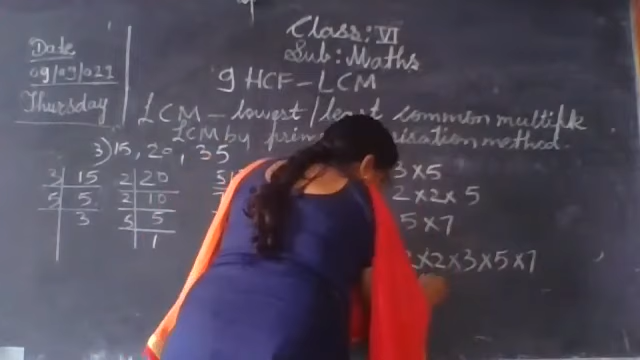 Class: VI
Sub: Maths
Date
09/09/021
Thursday
9 HCF-LCM
LCM - lowest/least common multiple
LCM by prime method.
3) 15, 20, 35
3 15
5 5
3
2 20
2 10
5 5
1
5
3×5
2×2×5
5×7
2×2×3×5×7